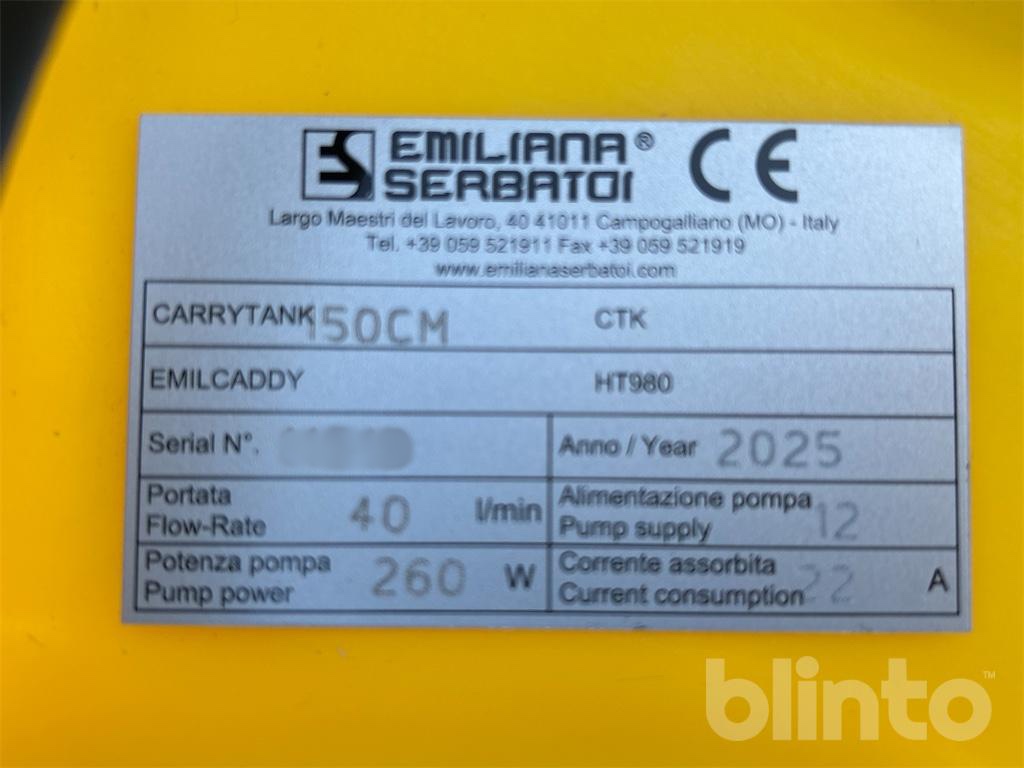 EMILIANA® CE
SERBATOI
Largo Maestri del Lavoro, 40 41011 Campogalliano (MO) - Italy
Tel. +39 059 521911 Fax +39 059 521919
www.emilianaserbatoi.com
CARRYTANK 150CM CTK
EMILCADDY HT980
Serial N°. Anno / Year 2025
Portata
Flow-Rate 40 l/min
Alimentazione pompa
Pump supply 12
Potenza pompa
Pump power 260 W
Corrente assorbita
Current consumption 22 A
blinto™